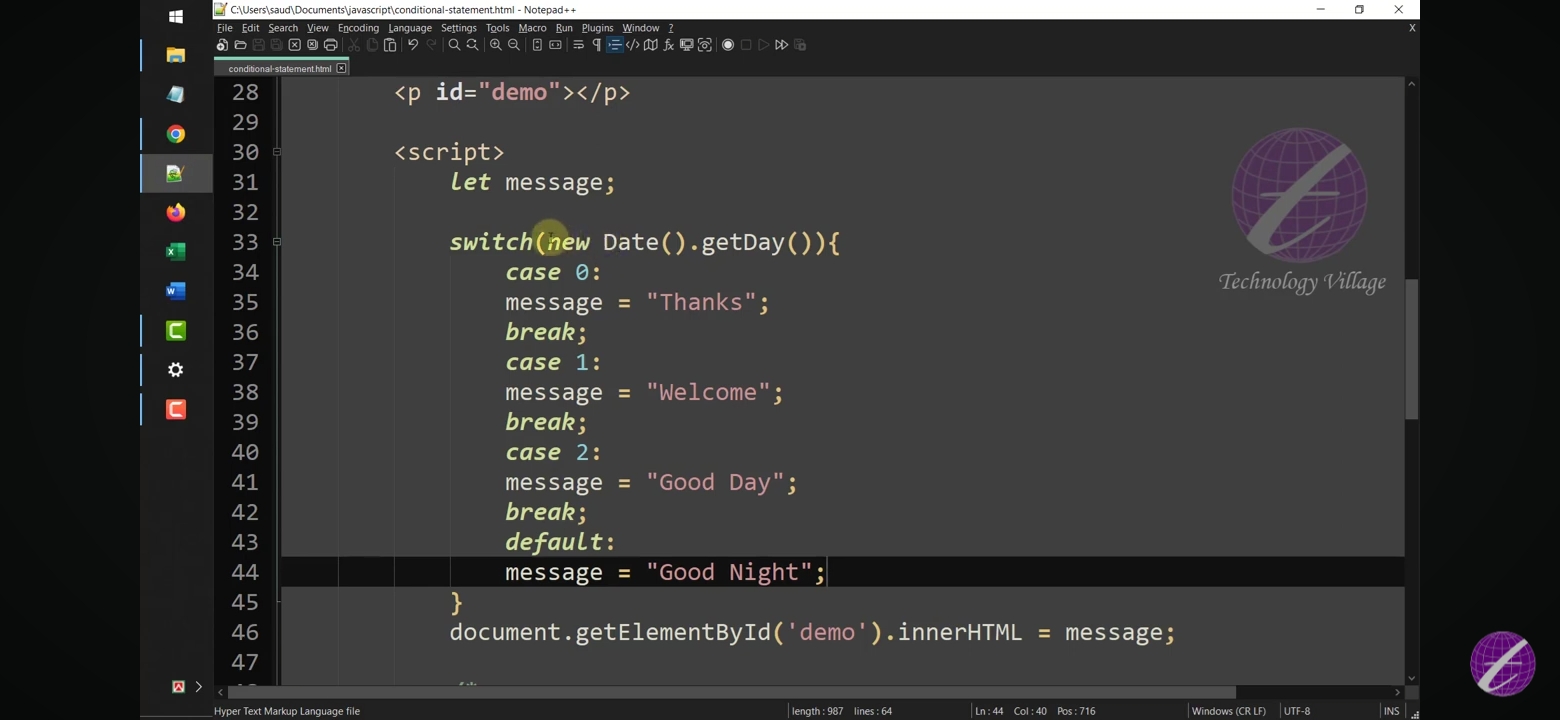 C:\Users\saud\Documents\javascript\conditional-statement.html - Notepad++
File Edit Search View Encoding Language Settings Tools Macro Run Plugins Window ? X
conditional-statement.html
28 <p id="demo"></p>
29
30 <script>
31 let message;
32
33 switch(new Date().getDay()){
34 case 0:
35 message = "Thanks";
36 break;
37 case 1:
38 message = "Welcome";
39 break;
40 case 2:
41 message = "Good Day";
42 break;
43 default:
44 message = "Good Night";
45 }
46 document.getElementById('demo').innerHTML = message;
47
Technology Village
Hyper Text Markup Language file length : 987 lines : 64 Ln : 44 Col : 40 Pos : 716 Windows (CR LF) UTF-8 INS